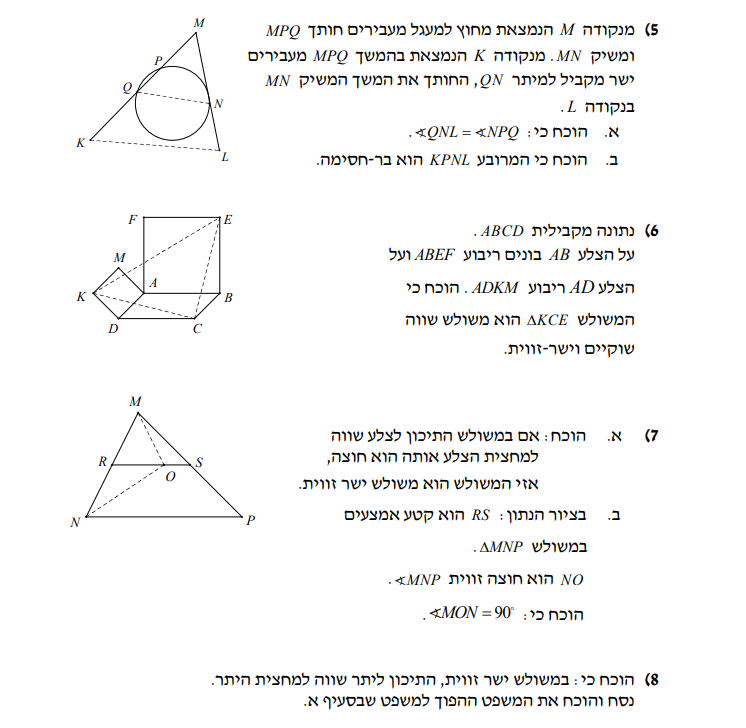 5) מנקודה M הנמצאת מחוץ למעגל מעבירים חותך MPQ
ומשיק MN. מנקודה K הנמצאת בהמשך MPQ מעבירים
ישר מקביל למיתר QN, החותך את המשך המשיק MN
בנקודה L.
א. הוכח כי: ∢QNL = ∢NPQ.
ב. הוכח כי המרובע KPNL הוא בר-חסימה.
M
P
Q
N
K
L
6) נתונה מקבילית ABCD.
על הצלע AB בונים ריבוע ABEF ועל
הצלע AD ריבוע ADKM. הוכח כי
המשולש ΔKCE הוא משולש שווה
שוקיים וישר-זווית.
F
E
M
A
K
B
D
C
7) א. הוכח: אם במשולש התיכון לצלע שווה
למחצית הצלע אותה הוא חוצה,
אזי המשולש הוא משולש ישר זווית.
ב. בציור הנתון: RS הוא קטע אמצעים
במשולש ΔMNP.
NO הוא חוצה זווית ∢MNP.
הוכח כי: ∢MON = 90°.
M
R
S
O
N
P
8) הוכח כי: במשולש ישר זווית, התיכון ליתר שווה למחצית היתר.
נסח והוכח את המשפט ההפוך למשפט שבסעיף א.